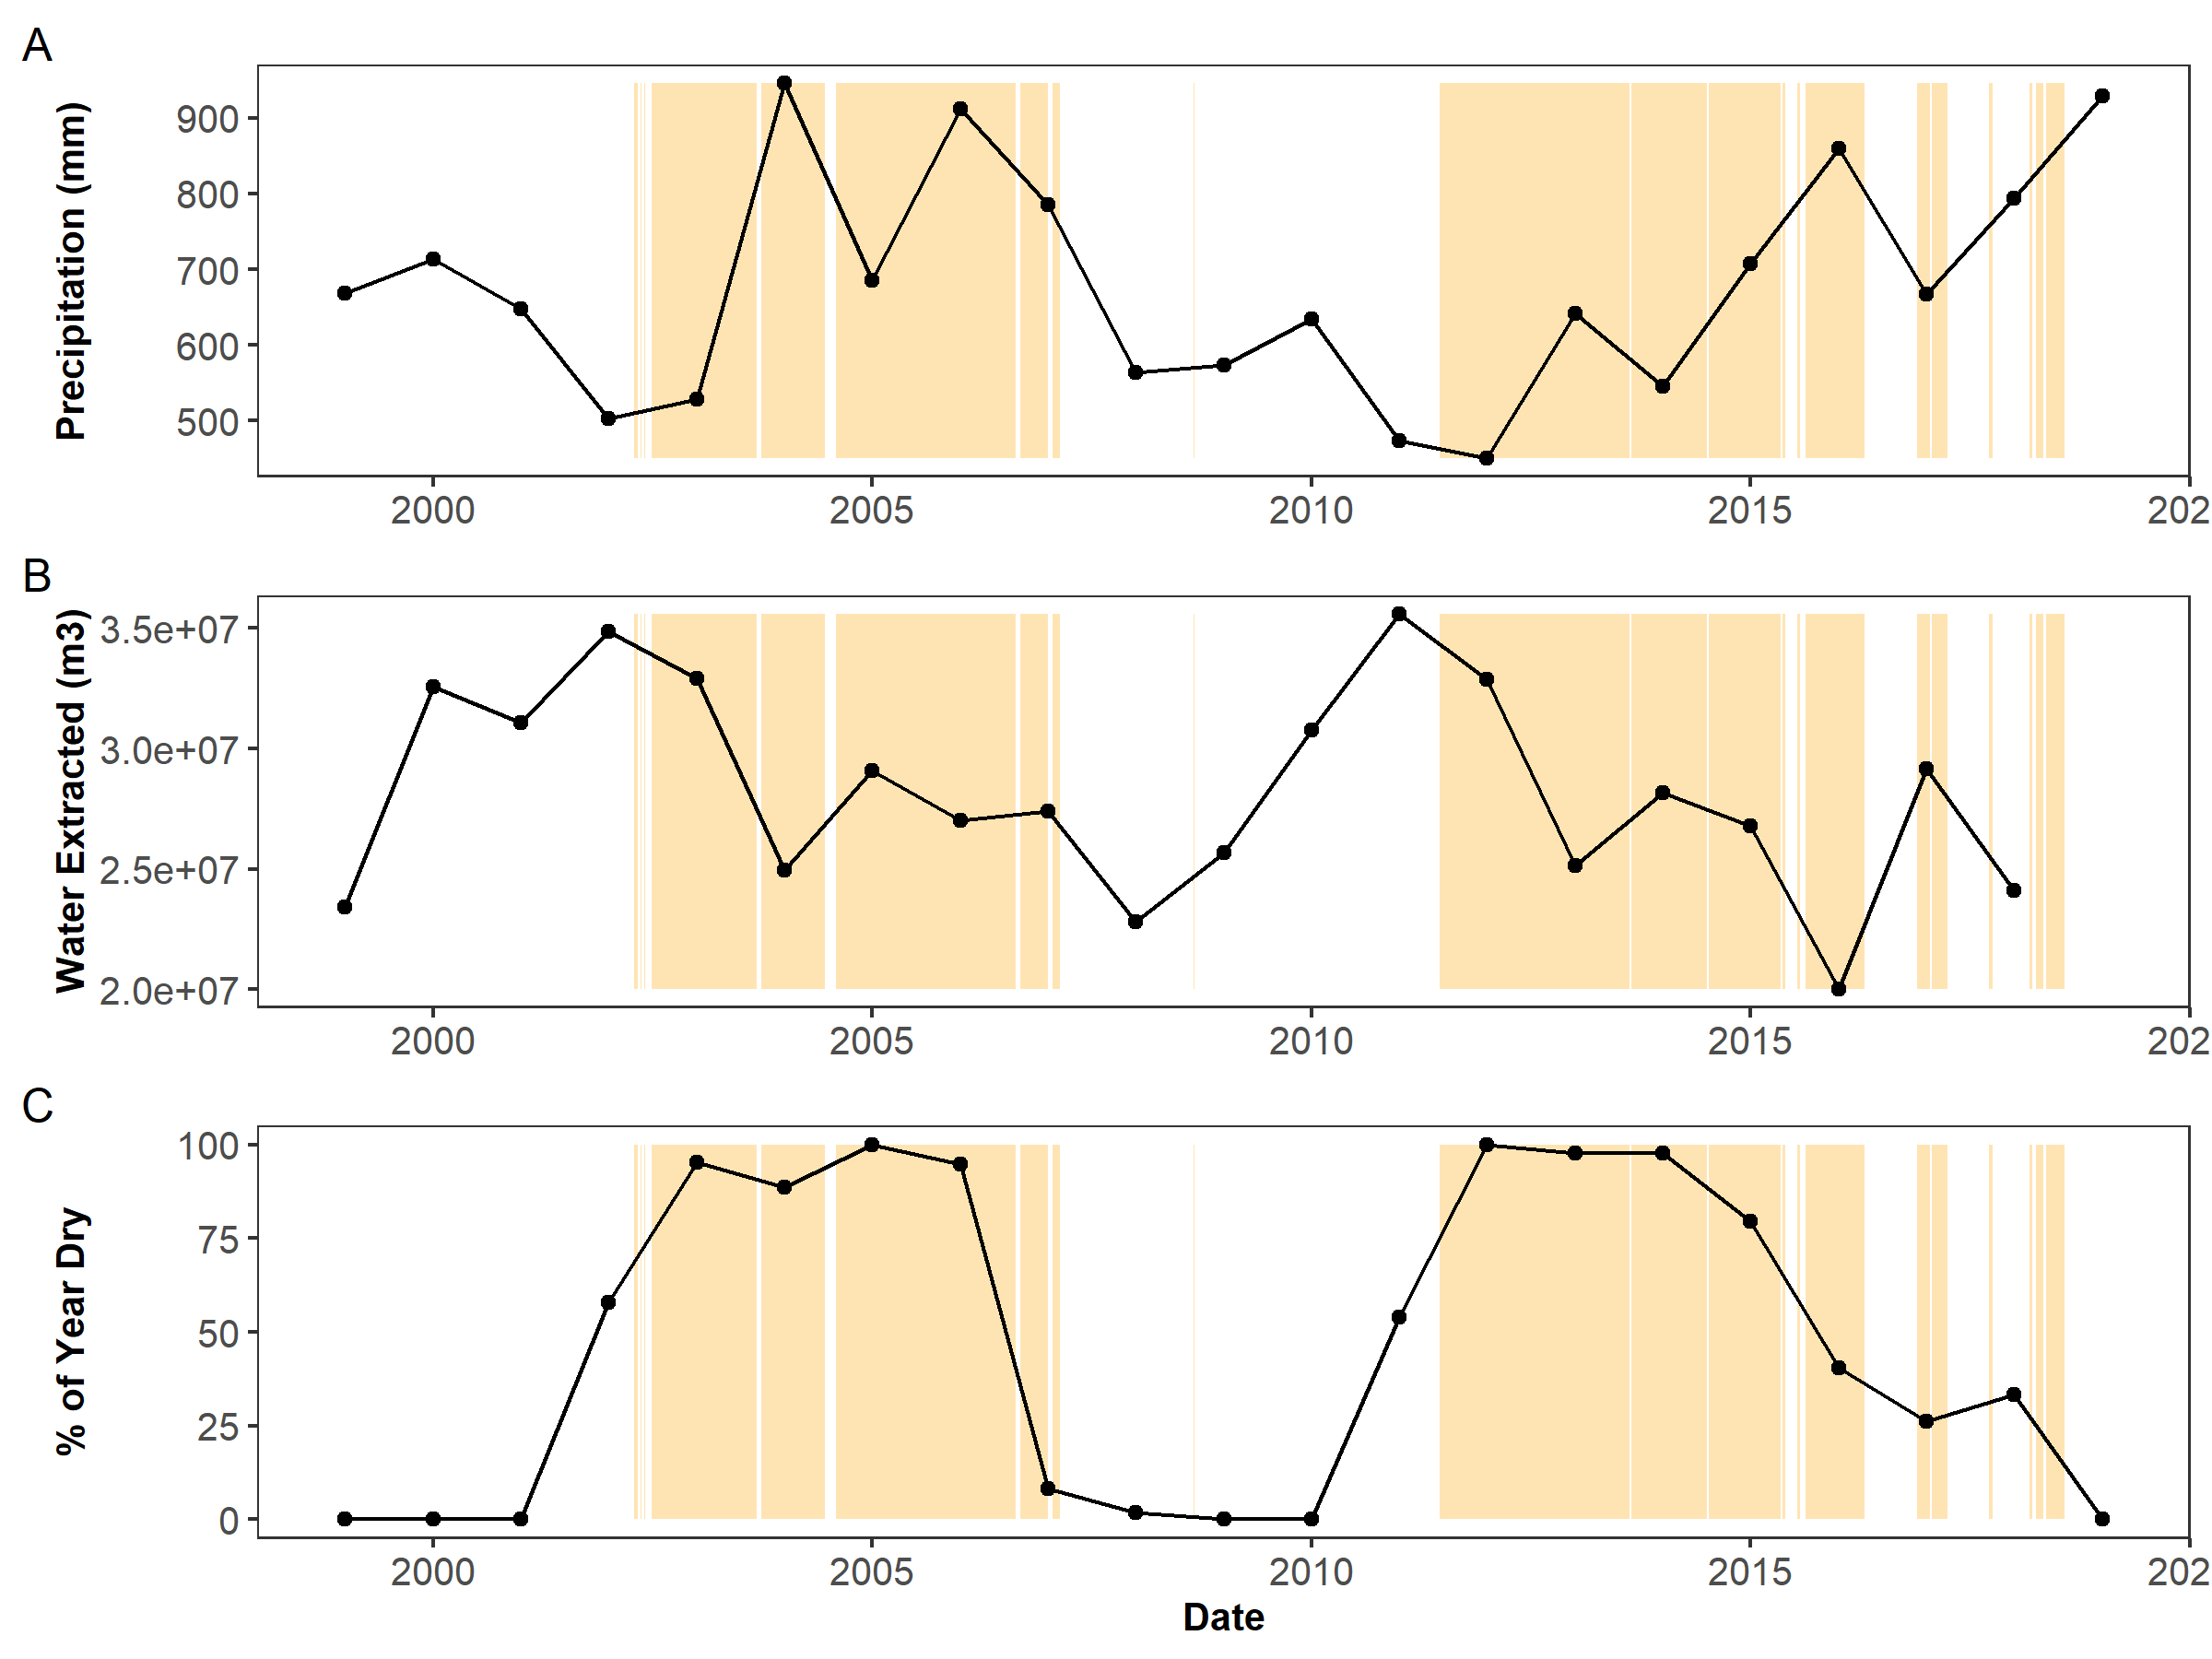 A
Precipitation (mm)
900
800
700
600
500
2000 2005 2010 2015 202
B
Water Extracted (m3)
3.5e+07
3.0e+07
2.5e+07
2.0e+07
2000 2005 2010 2015 202
C
% of Year Dry
100
75
50
25
0
2000 2005 2010 2015 202
Date